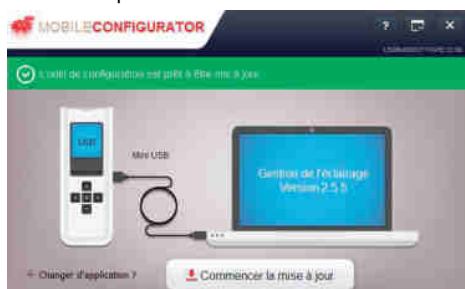 MOBILECONFIGURATOR
?
L'outil de configuration est prêt à être mis à jour
USB
Mini USB
Gestion de l'éclairage
Version 2.5.5
← Changer d'application ?
Commencer la mise à jour